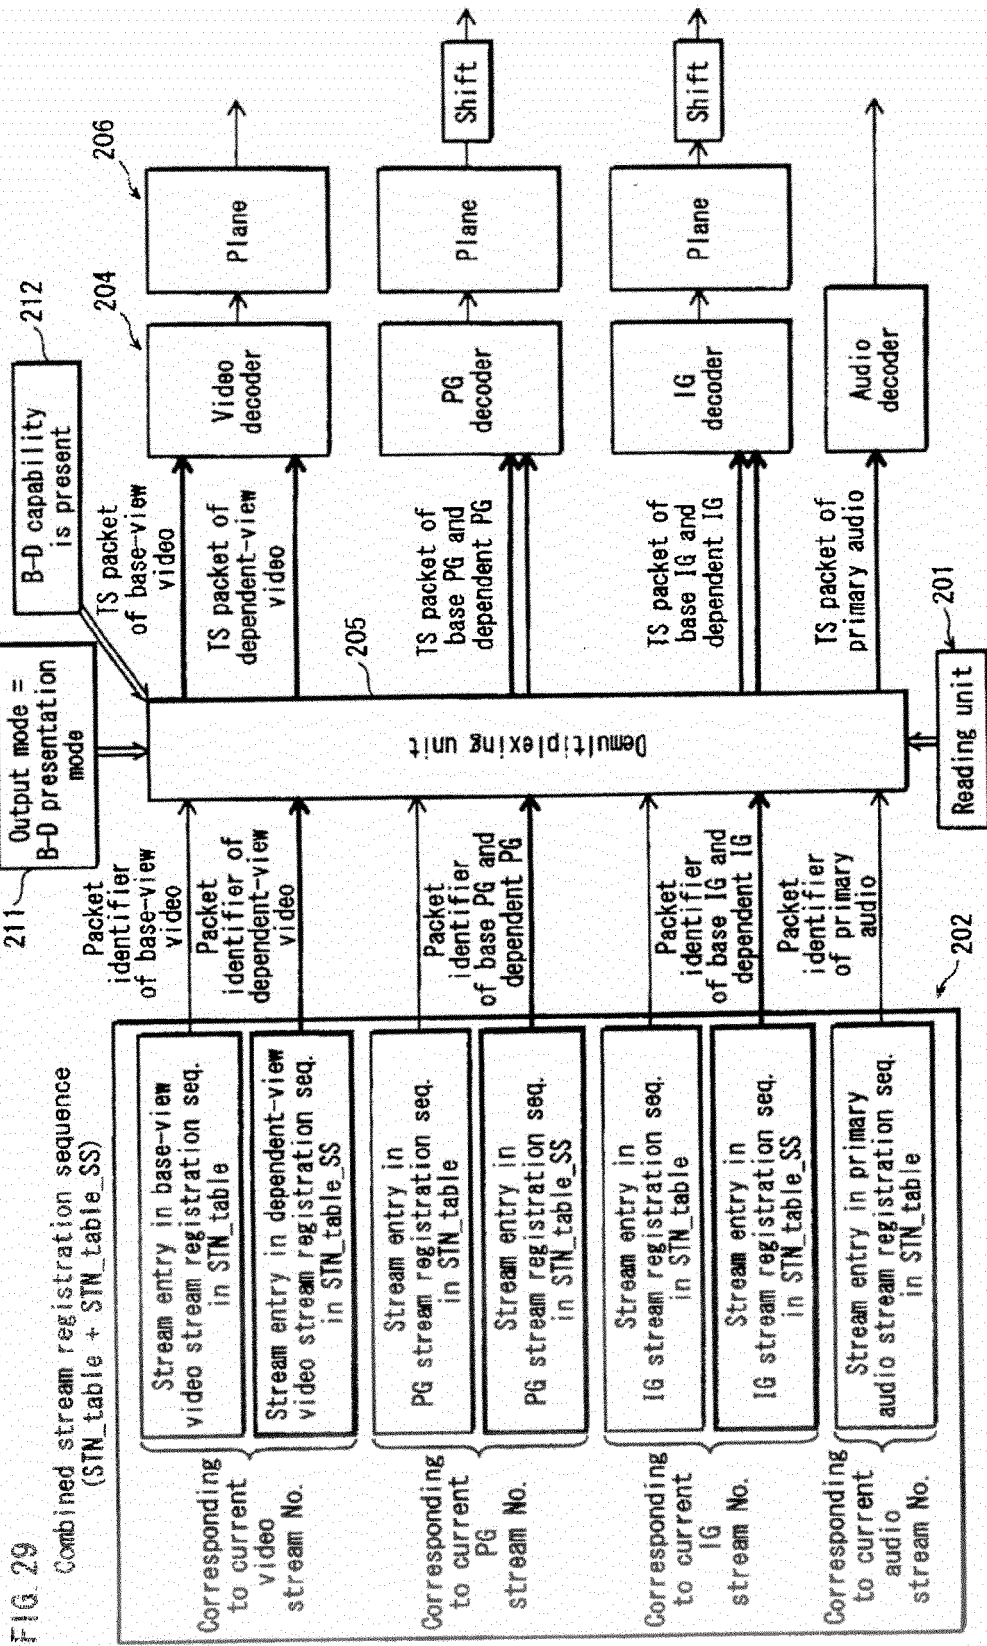 FIG. 29
Combined stream registration sequence
(STN_table + STN_table_SS)
Corresponding
to current
video
stream No.
Stream entry in base-view
video stream registration seq.
in STN_table
Stream entry in dependent-view
video stream registration seq.
in STN_table_SS
Corresponding
to current
PG
stream No.
Stream entry in
PG stream registration seq.
in STN_table
Stream entry in
PG stream registration seq.
in STN_table_SS
Corresponding
to current
IG
stream No.
Stream entry in
IG stream registration seq.
in STN_table
Stream entry in
IG stream registration seq.
in STN_table_SS
Corresponding
to current
audio
stream No.
Stream entry in primary
audio stream registration seq.
in STN_table
202
Packet
identifier
of base-view
video
Packet
identifier of
dependent-view
video
Packet
identifier
of base PG and
dependent PG
Packet
identifier
of base IG and
dependent IG
Packet
identifier
of primary
audio
211
Output mode =
B-D presentation
mode
212
B-D capability
is present
Demultiplexing unit
205
Reading unit
201
TS packet
of base-view
video
TS packet of
dependent-view
video
TS packet of
base PG and
dependent PG
TS packet of
base IG and
dependent IG
TS packet of
primary audio
204
Video
decoder
PG
decoder
IG
decoder
Audio
decoder
206
Plane
Plane
Plane
Shift
Shift